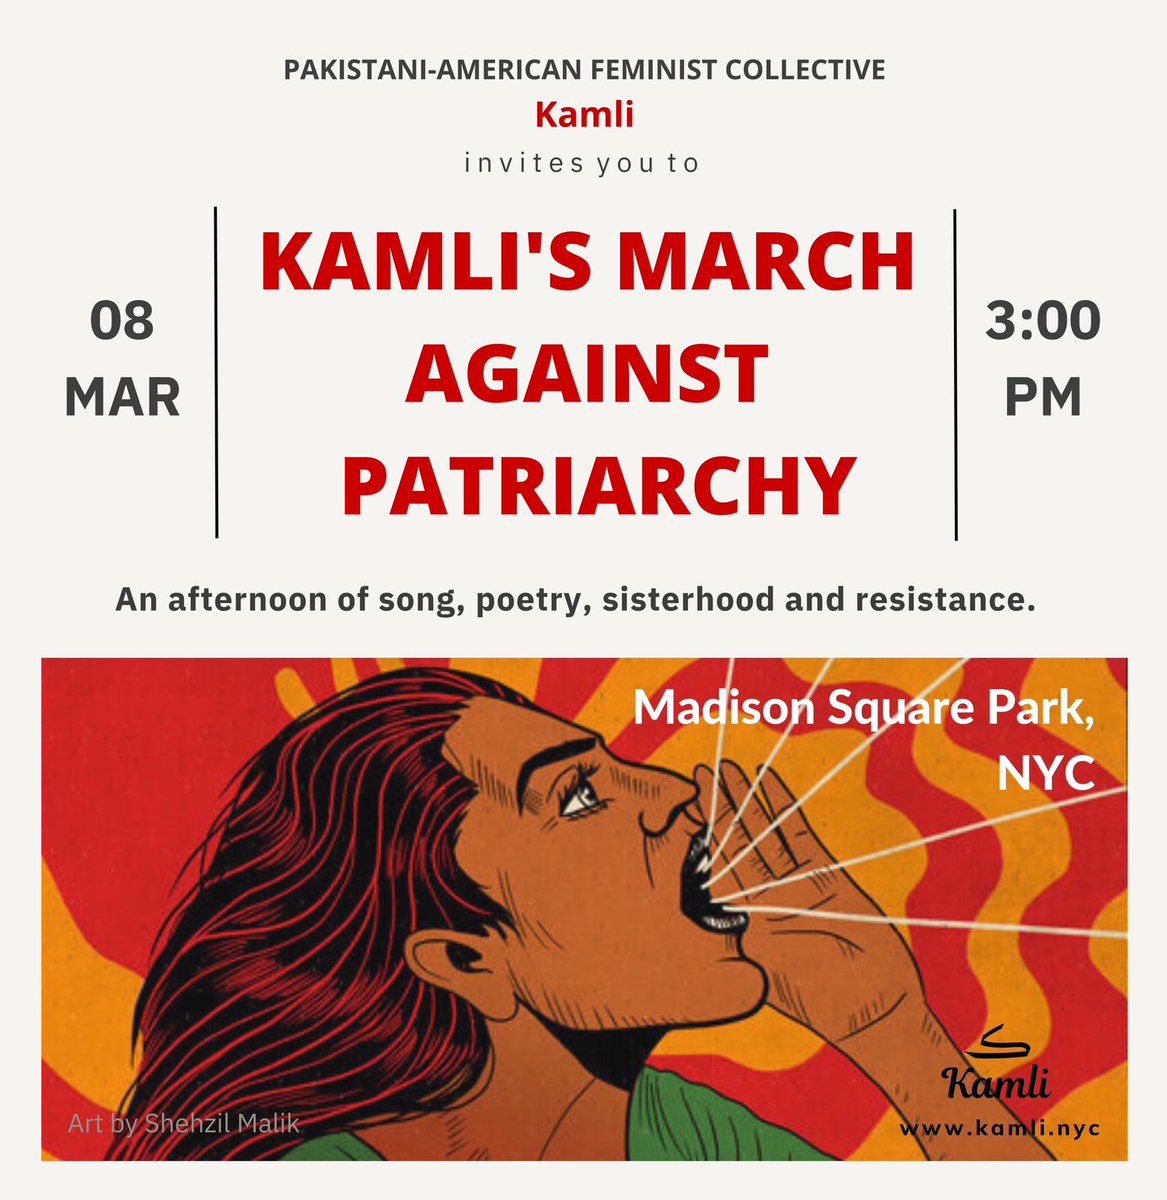 PAKISTANI-AMERICAN FEMINIST COLLECTIVE
Kamli
invites you to
08
MAR
KAMLI'S MARCH
AGAINST
PATRIARCHY
3:00
PM
An afternoon of song, poetry, sisterhood and resistance.
Madison Square Park,
NYC
Art by Shehzil Malik
Kamli
www.kamli.nyc